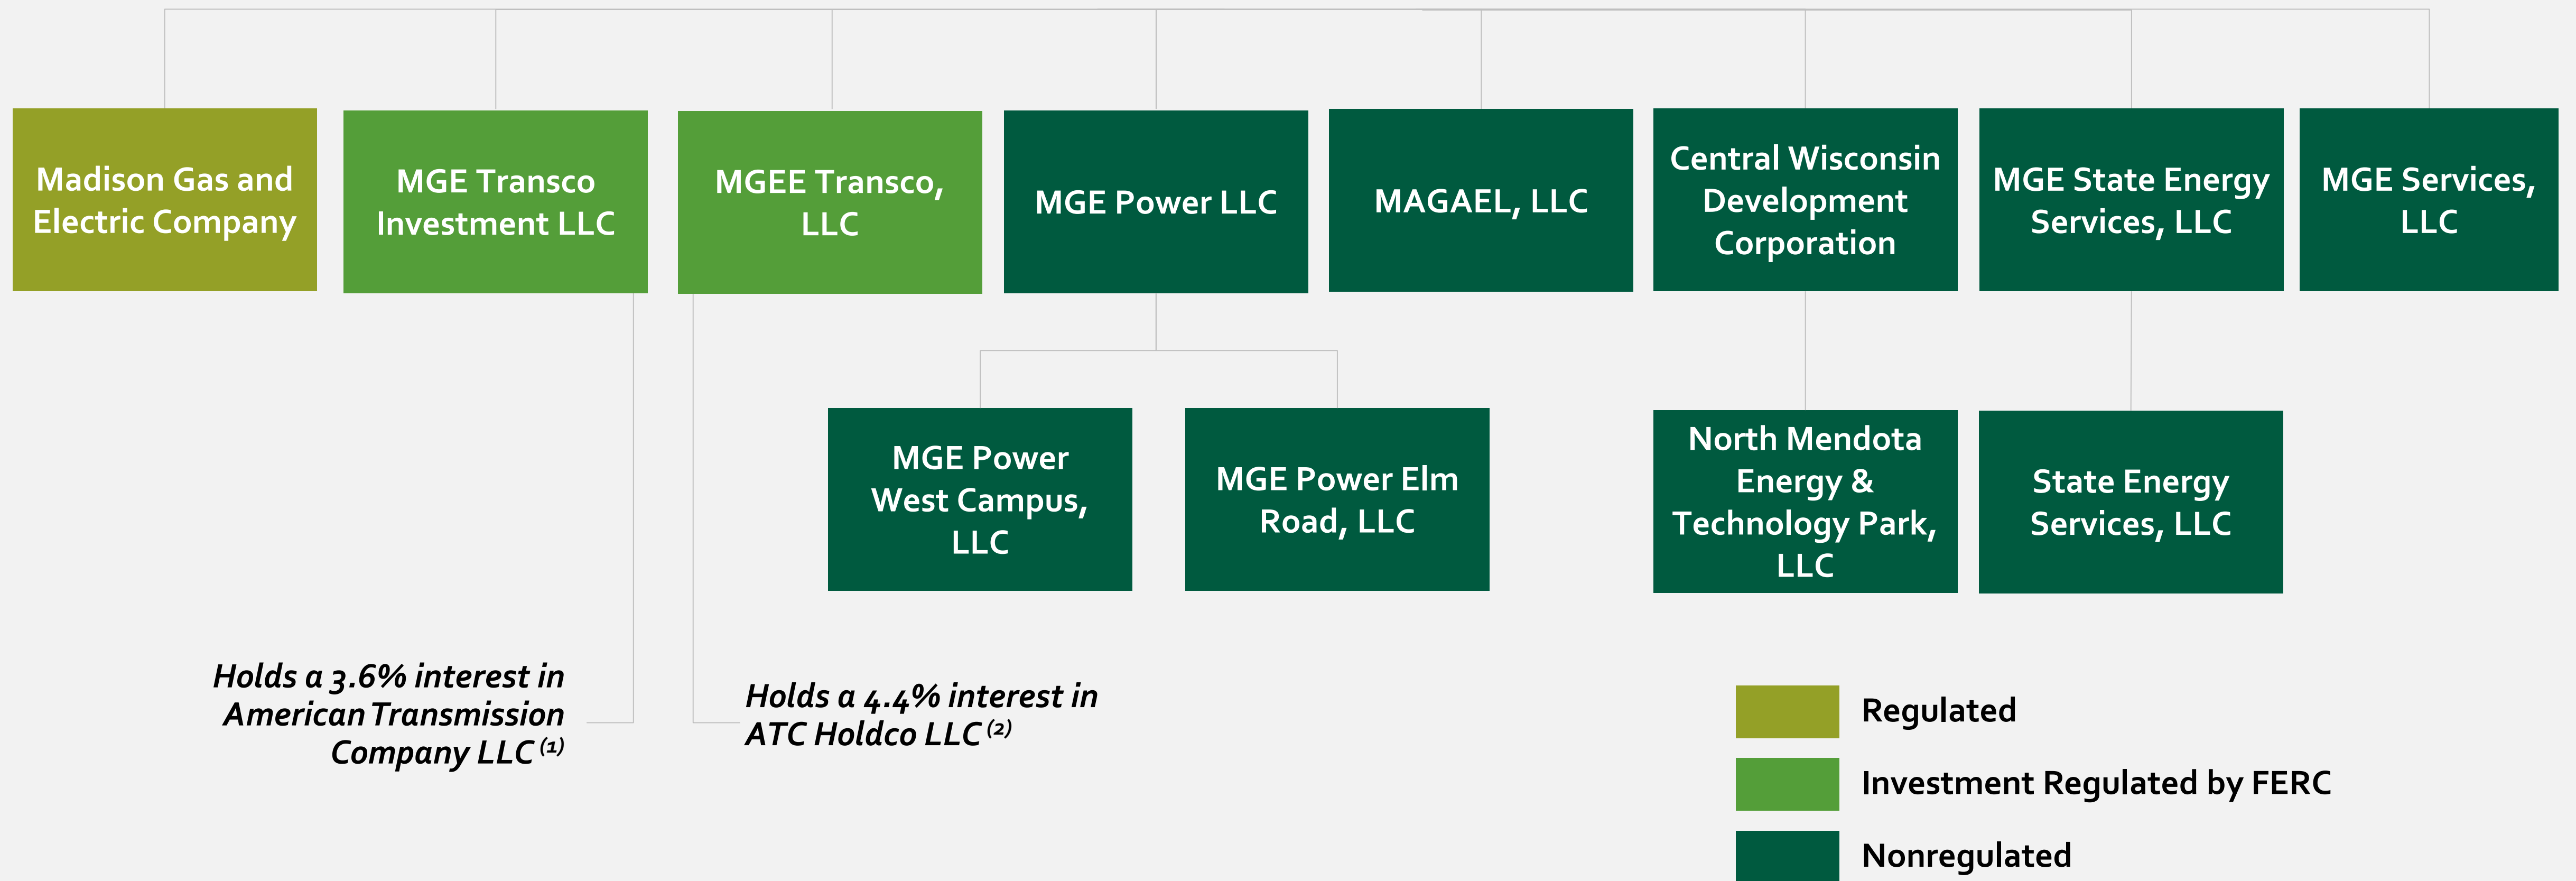 Madison Gas and
Electric Company
MGE Transco
Investment LLC
MGEE Transco,
LLC
MGE Power LLC
MAGAEL, LLC
Central Wisconsin
Development
Corporation
MGE State Energy
Services, LLC
MGE Services,
LLC
MGE Power
West Campus,
LLC
MGE Power Elm
Road, LLC
North Mendota
Energy &
Technology Park,
LLC
State Energy
Services, LLC
Holds a 3.6% interest in
American Transmission
Company LLC (1)
Holds a 4.4% interest in
ATC Holdco LLC (2)
Regulated
Investment Regulated by FERC
Nonregulated